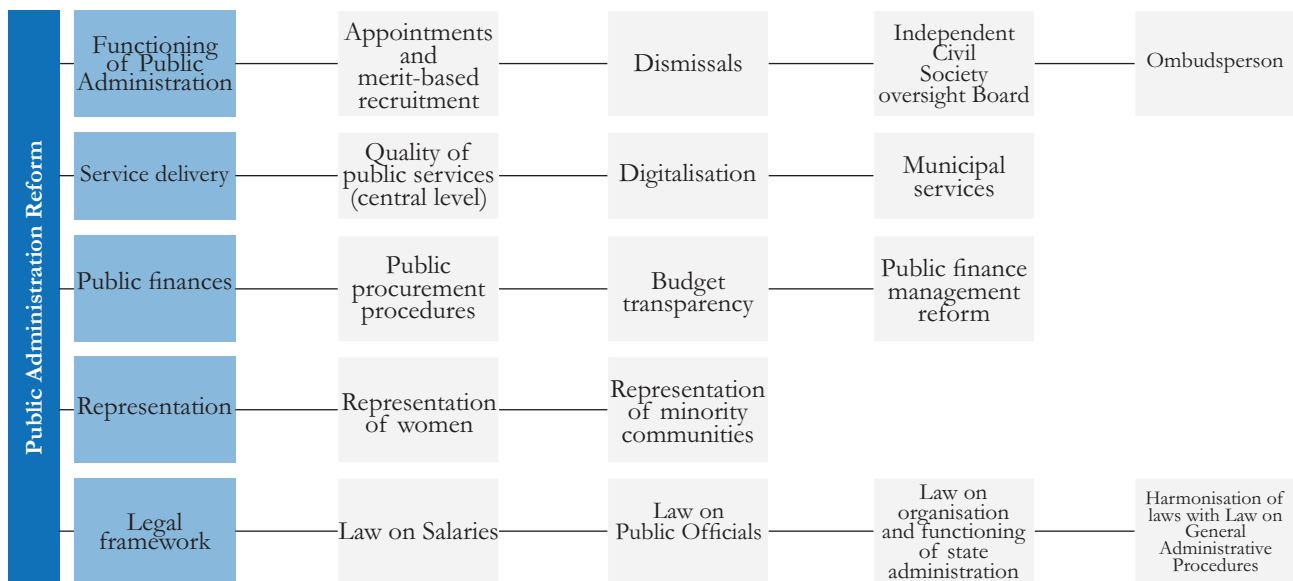 Public Administration Reform
Functioning
of Public
Administration
Appointments
and
merit-based
recruitment
Dismissals
Independent
Civil
Society
oversight Board
Ombudsperson
Service delivery
Quality of
public services
(central level)
Digitalisation
Municipal
services
Public finances
Public
procurement
procedures
Budget
transparency
Public finance
management
reform
Representation
Representation
of women
Representation
of minority
communities
Legal
framework
Law on Salaries
Law on
Public Officials
Law on
organisation
and functioning
of state
administration
Harmonisation of
laws with Law on
General
Administrative
Procedures